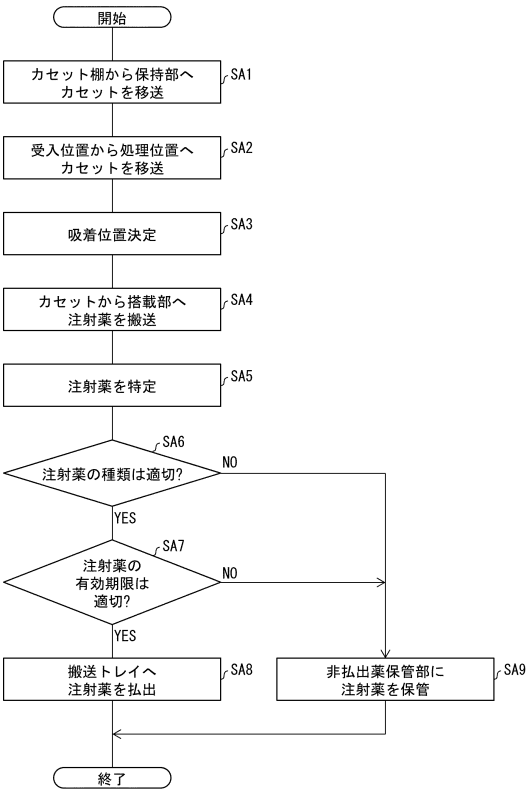 開始
カセット棚から保持部へ
カセットを移送
SA1
受入位置から処理位置へ
カセットを移送
SA2
吸着位置決定
SA3
カセットから搭載部へ
注射薬を搬送
SA4
注射薬を特定
SA5
SA6
注射薬の種類は適切?
NO
YES
SA7
注射薬の
有効期限は
適切?
NO
YES
搬送トレイへ
注射薬を払出
SA8
非払出薬保管部に
注射薬を保管
SA9
終了